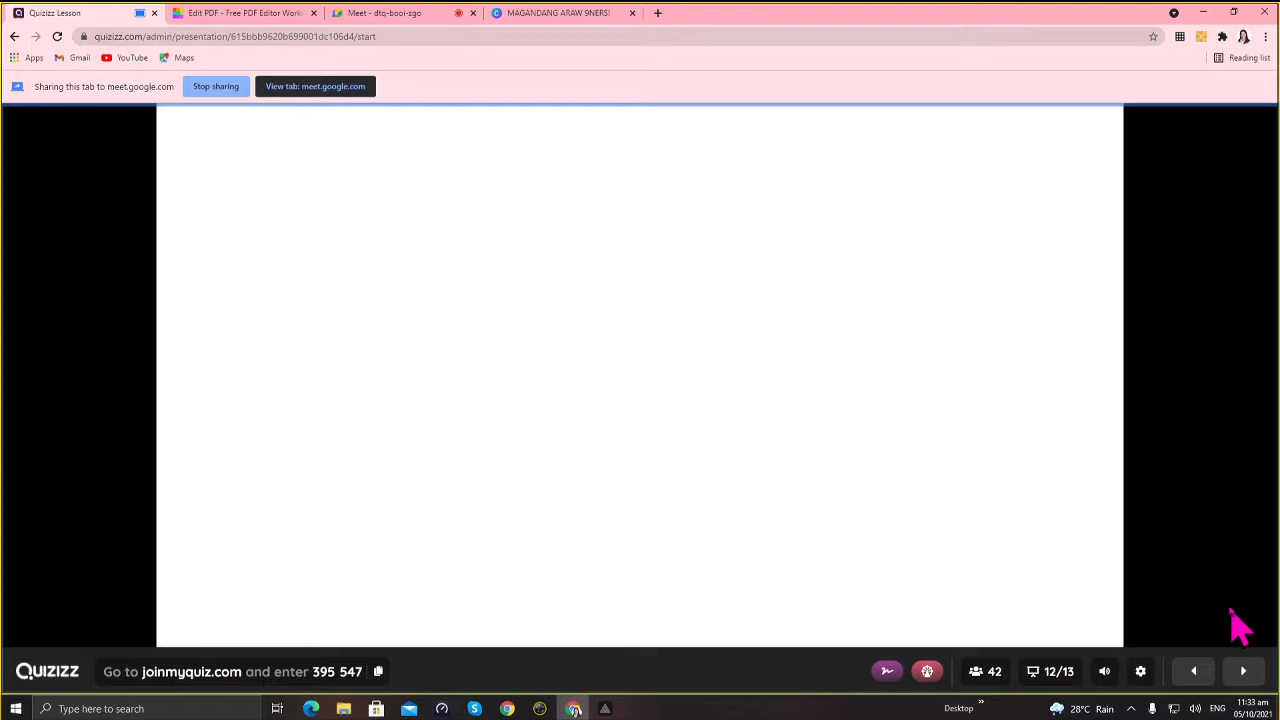 Quizizz Lesson
Edit PDF - Free PDF Editor Work
Meet - dtq-booi-zgo
MAGANDANG ARAW 9NERS!
quizizz.com/admin/presentation/615bbb9620b699001dc106d4/start
Apps Gmail YouTube Maps Reading list
Sharing this tab to meet.google.com Stop sharing View tab: meet.google.com
QUIZIZZ Go to joinmyquiz.com and enter 395 547 42 12/13
Type here to search Desktop 28°C Rain ENG 11:33 am
05/10/2021